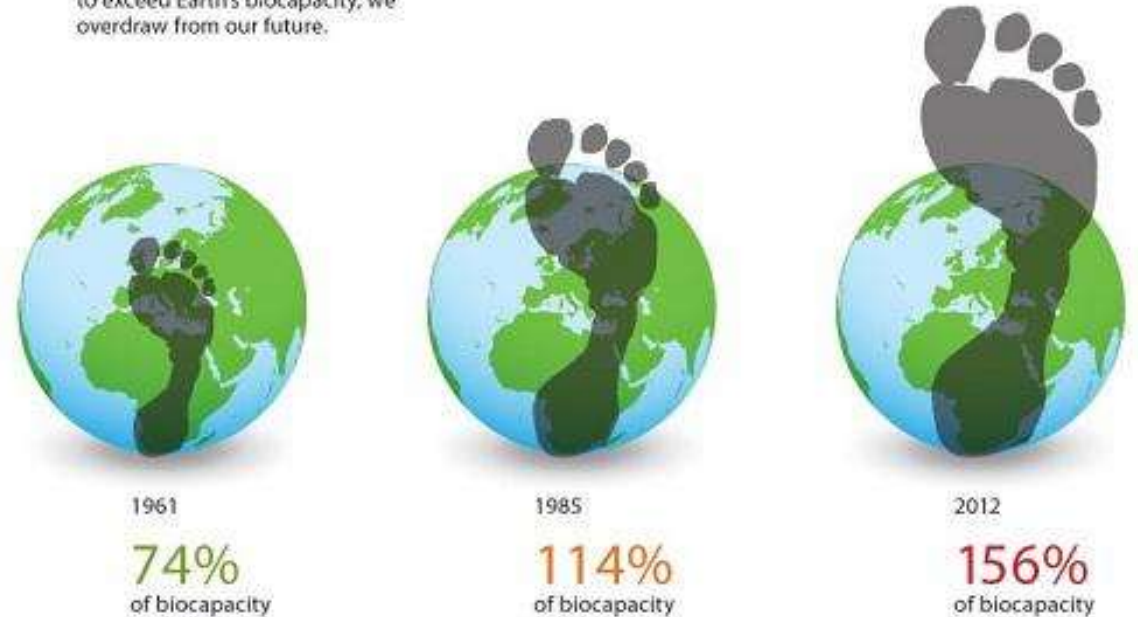 to exceed Earth's biocapacity, we
overdraw from our future.
1961
74%
of biocapacity
1985
114%
of biocapacity
2012
156%
of biocapacity